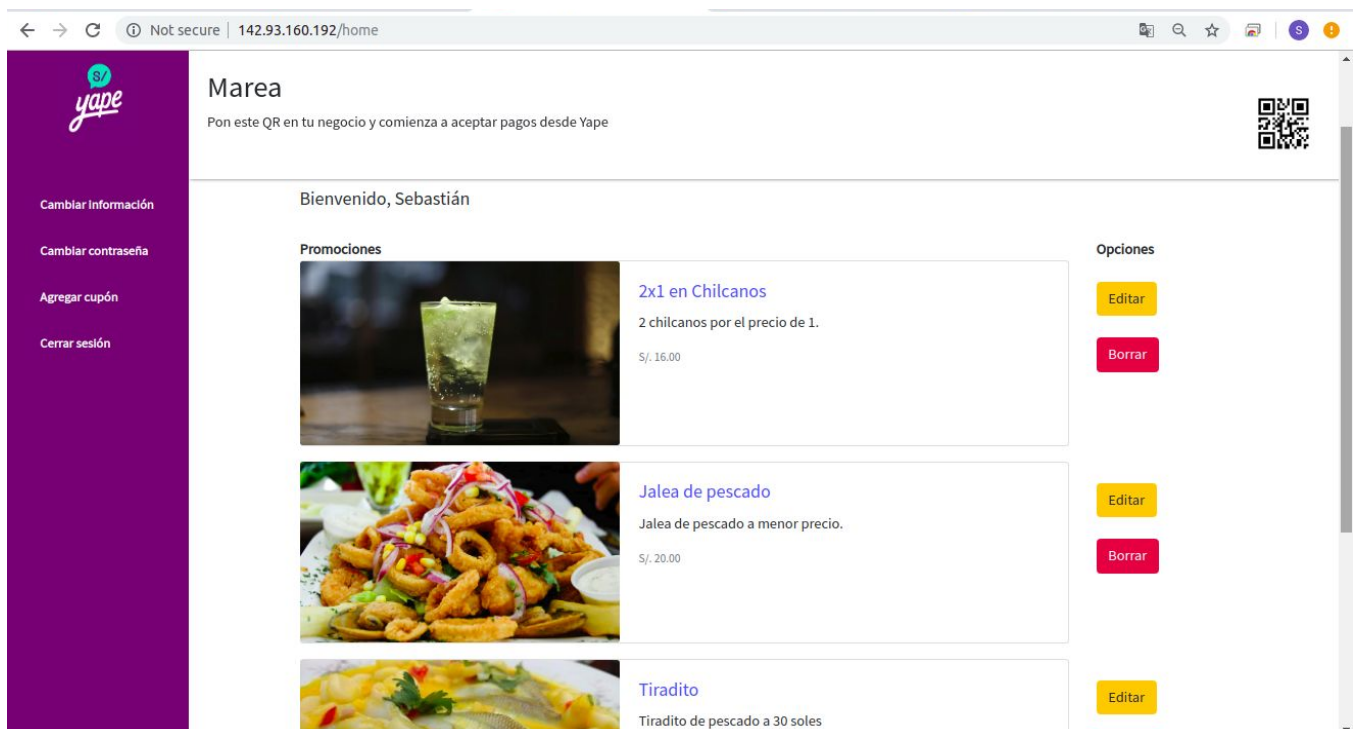 Not secure | 142.93.160.192/home
S
S/
yape
Marea
Pon este QR en tu negocio y comienza a aceptar pagos desde Yape
Cambiar Información
Cambiar contraseña
Agregar cupón
Cerrar sesión
Bienvenido, Sebastián
Promociones
Opciones
2x1 en Chilcanos
2 chilcanos por el precio de 1.
S/. 16.00
Editar
Borrar
Jalea de pescado
Jalea de pescado a menor precio.
S/. 20.00
Editar
Borrar
Tiradito
Tiradito de pescado a 30 soles
Editar